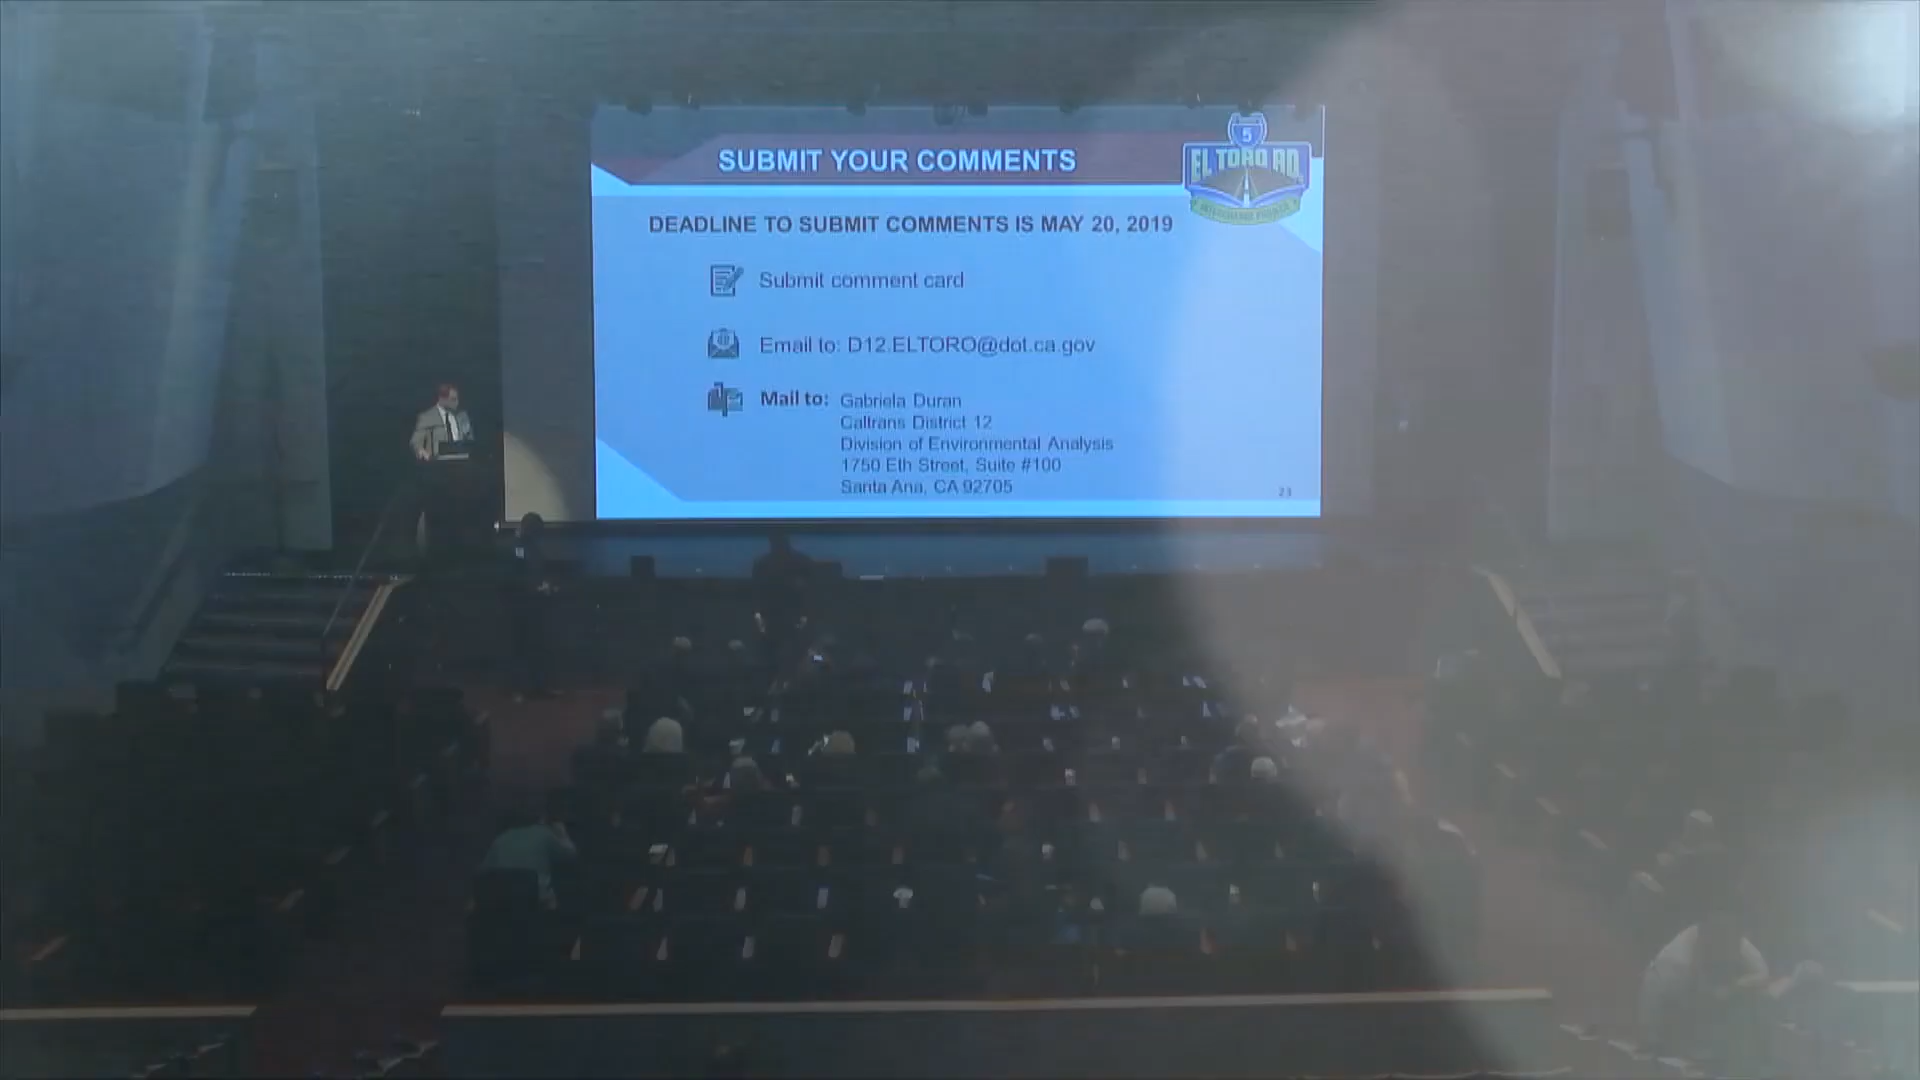 SUBMIT YOUR COMMENTS
5
EL TORO RD.
DEADLINE TO SUBMIT COMMENTS IS MAY 20, 2019
Submit comment card
Email to: D12.ELTORO@dot.ca.gov
Mail to: Gabriela Duran
Caltrans District 12
Division of Environmental Analysis
1750 Eth Street, Suite #100
Santa Ana, CA 92705
23